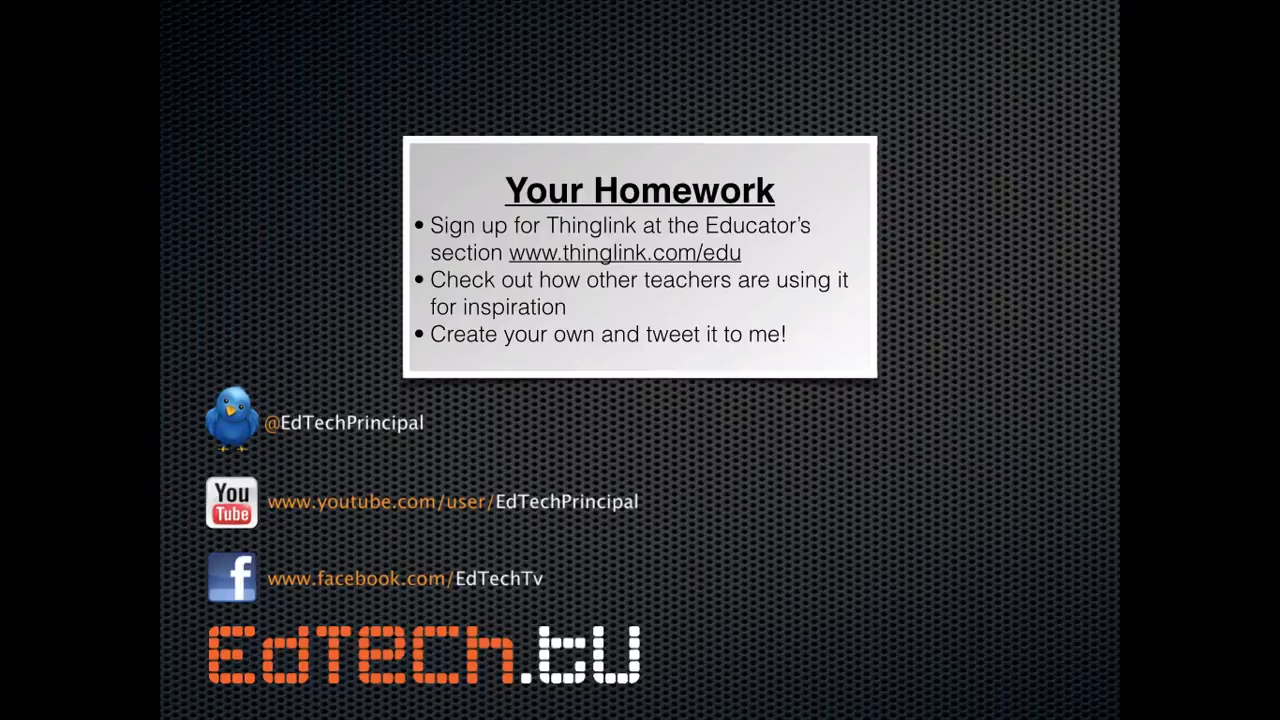 Your Homework
• Sign up for Thinglink at the Educator’s
section www.thinglink.com/edu
• Check out how other teachers are using it
for inspiration
• Create your own and tweet it to me!
@EdTechPrincipal
You
Tube
www.youtube.com/user/EdTechPrincipal
f
www.facebook.com/EdTechTv
EdTeCh.tU